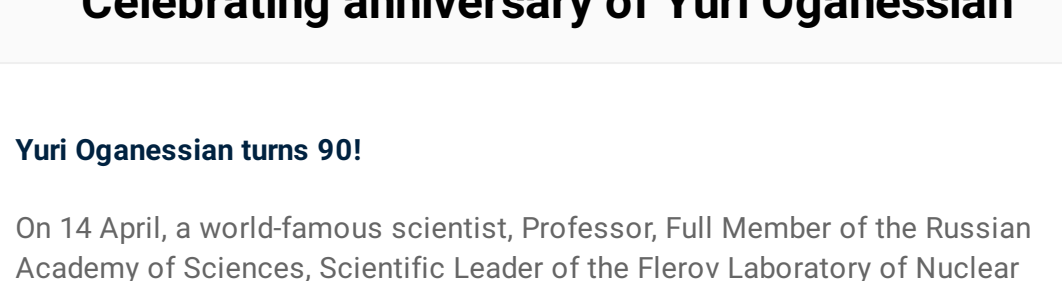 Celebrating anniversary of Yuri Oganessian
Yuri Oganessian turns 90!
On 14 April, a world-famous scientist, Professor, Full Member of the Russian
Academy of Sciences, Scientific Leader of the Flerov Laboratory of Nuclear